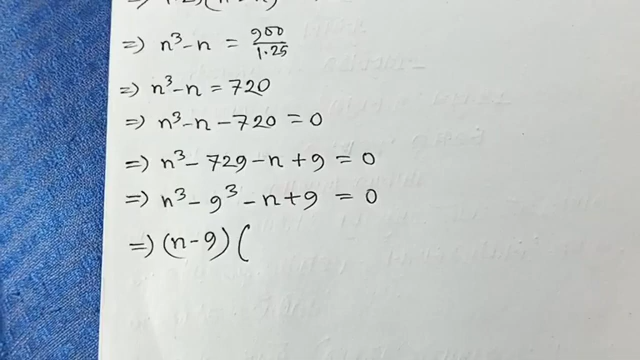 ⇒ n³ - n = 900/1.25
⇒ n³ - n = 720
⇒ n³ - n - 720 = 0
⇒ n³ - 729 - n + 9 = 0
⇒ n³ - 9³ - n + 9 = 0
⇒ (n - 9) (